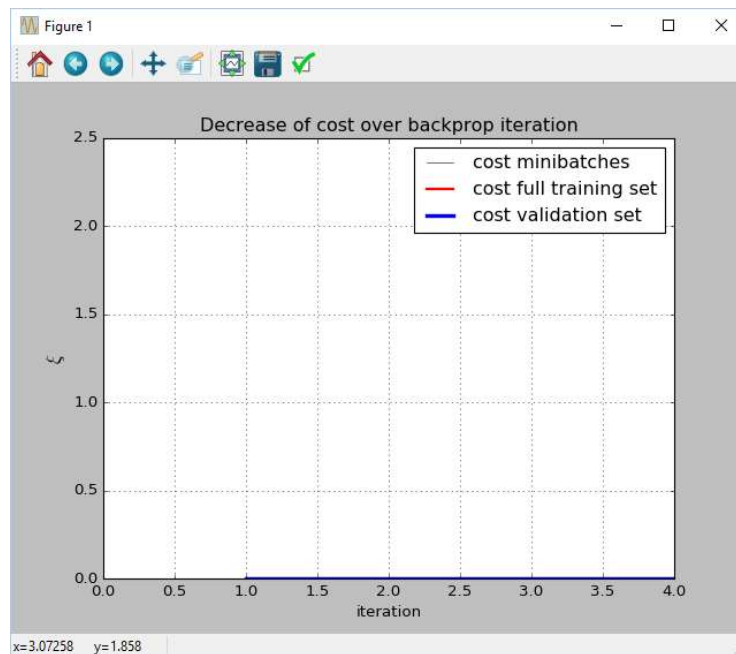 Figure 1
Decrease of cost over backprop iteration
cost minibatches
cost full training set
cost validation set
2.5
2.0
1.5
1.0
0.5
0.0
ξ
0.0 0.5 1.0 1.5 2.0 2.5 3.0 3.5 4.0
iteration
x=3.07258 y=1.858